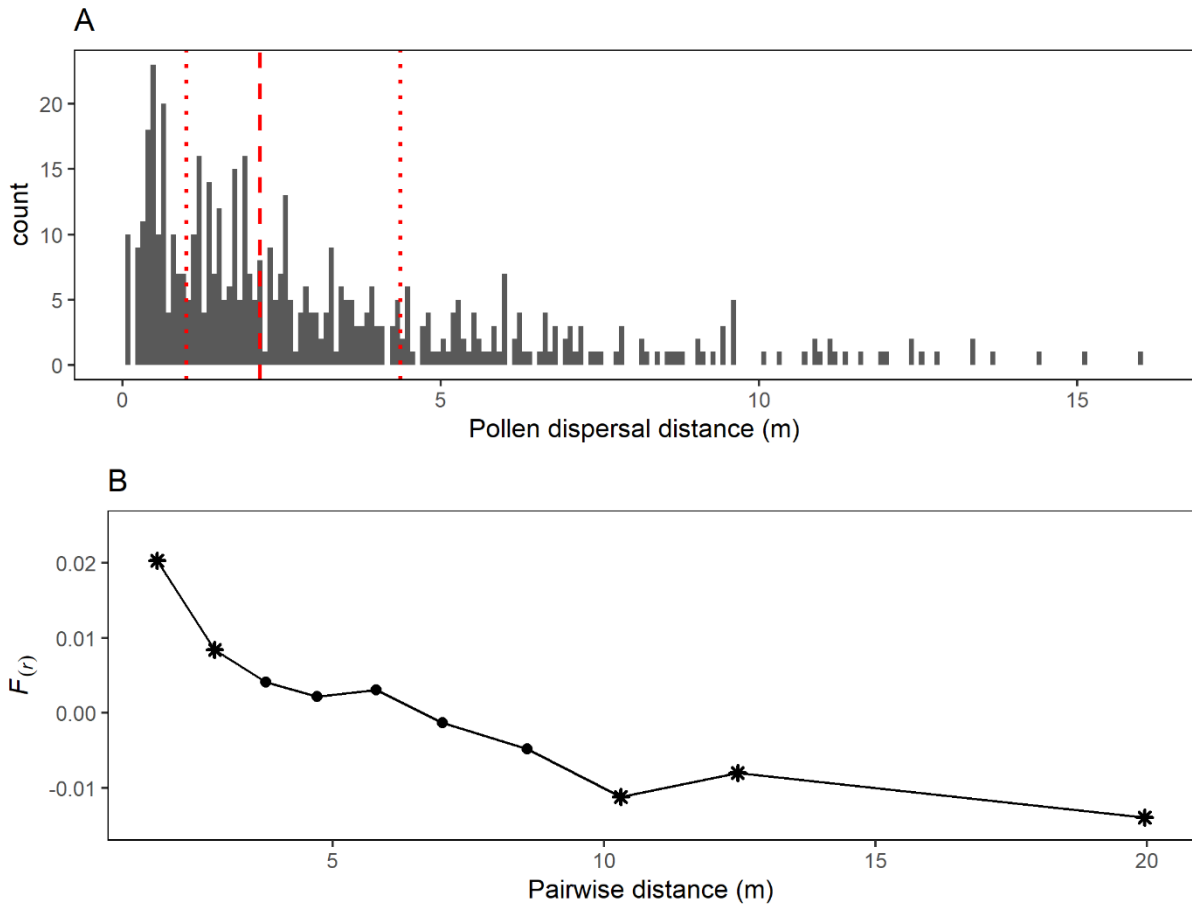 A
20
15
10
5
0
count
0 5 10 15
Pollen dispersal distance (m)
B
0.02
0.01
0.00
-0.01
F(r)
5 10 15 20
Pairwise distance (m)